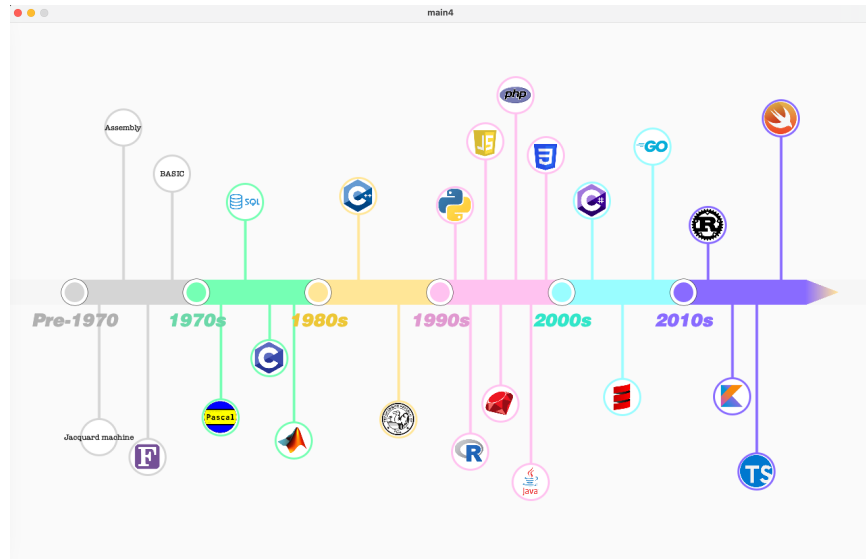 main4
php
Assembly
JS
3
GO
BASIC
SQL
C++
C#
R
Pre-1970
1970s
1980s
1990s
2000s
2010s
C
Pascal
Jacquard machine
F
R
TS
java